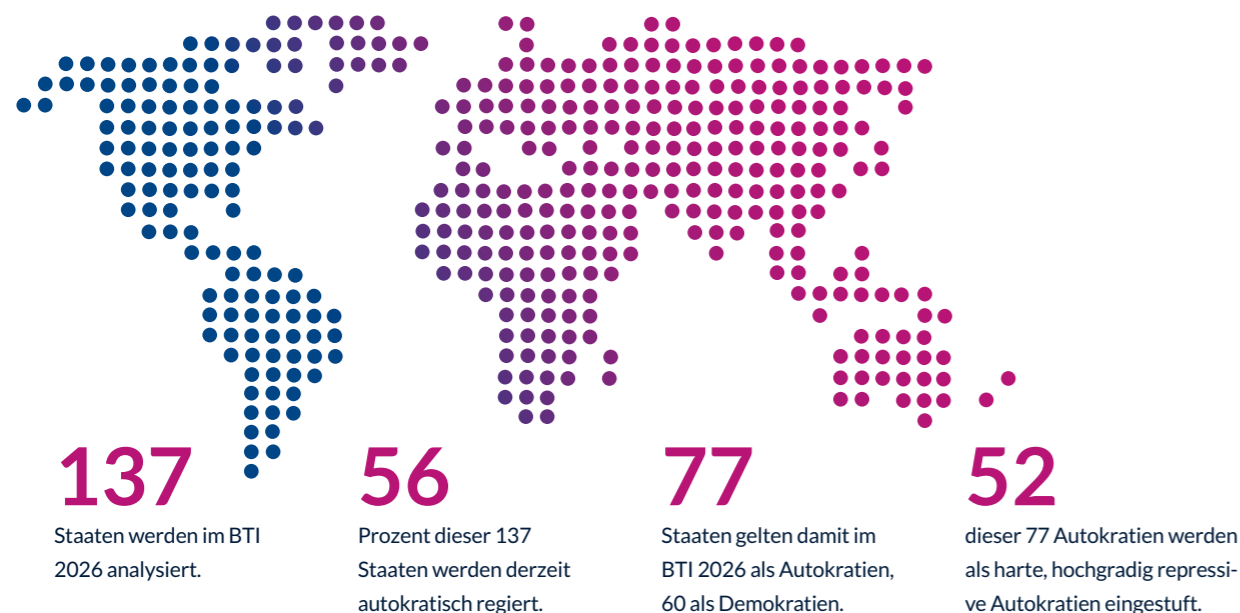 137
Staaten werden im BTI
2026 analysiert.
56
Prozent dieser 137
Staaten werden derzeit
autokratisch regiert.
77
Staaten gelten damit im
BTI 2026 als Autokratien,
60 als Demokratien.
52
dieser 77 Autokratien werden
als harte, hochgradig repressi-
ve Autokratien eingestuft.